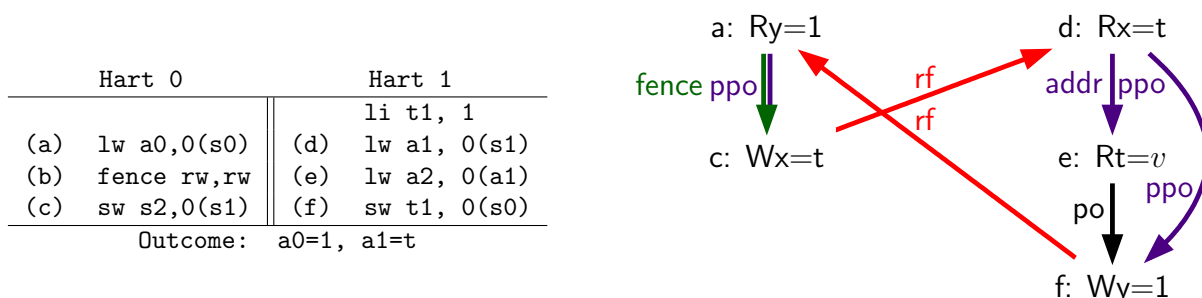 Hart 0 Hart 1
li t1, 1
(a) lw a0,0(s0) (d) lw a1, 0(s1)
(b) fence rw,rw (e) lw a2, 0(a1)
(c) sw s2,0(s1) (f) sw t1, 0(s0)
Outcome: a0=1, a1=t
a: Ry=1
d: Rx=t
fence ppo
rf
addr ppo
rf
c: Wx=t
e: Rt=v
po
ppo
f: Wy=1